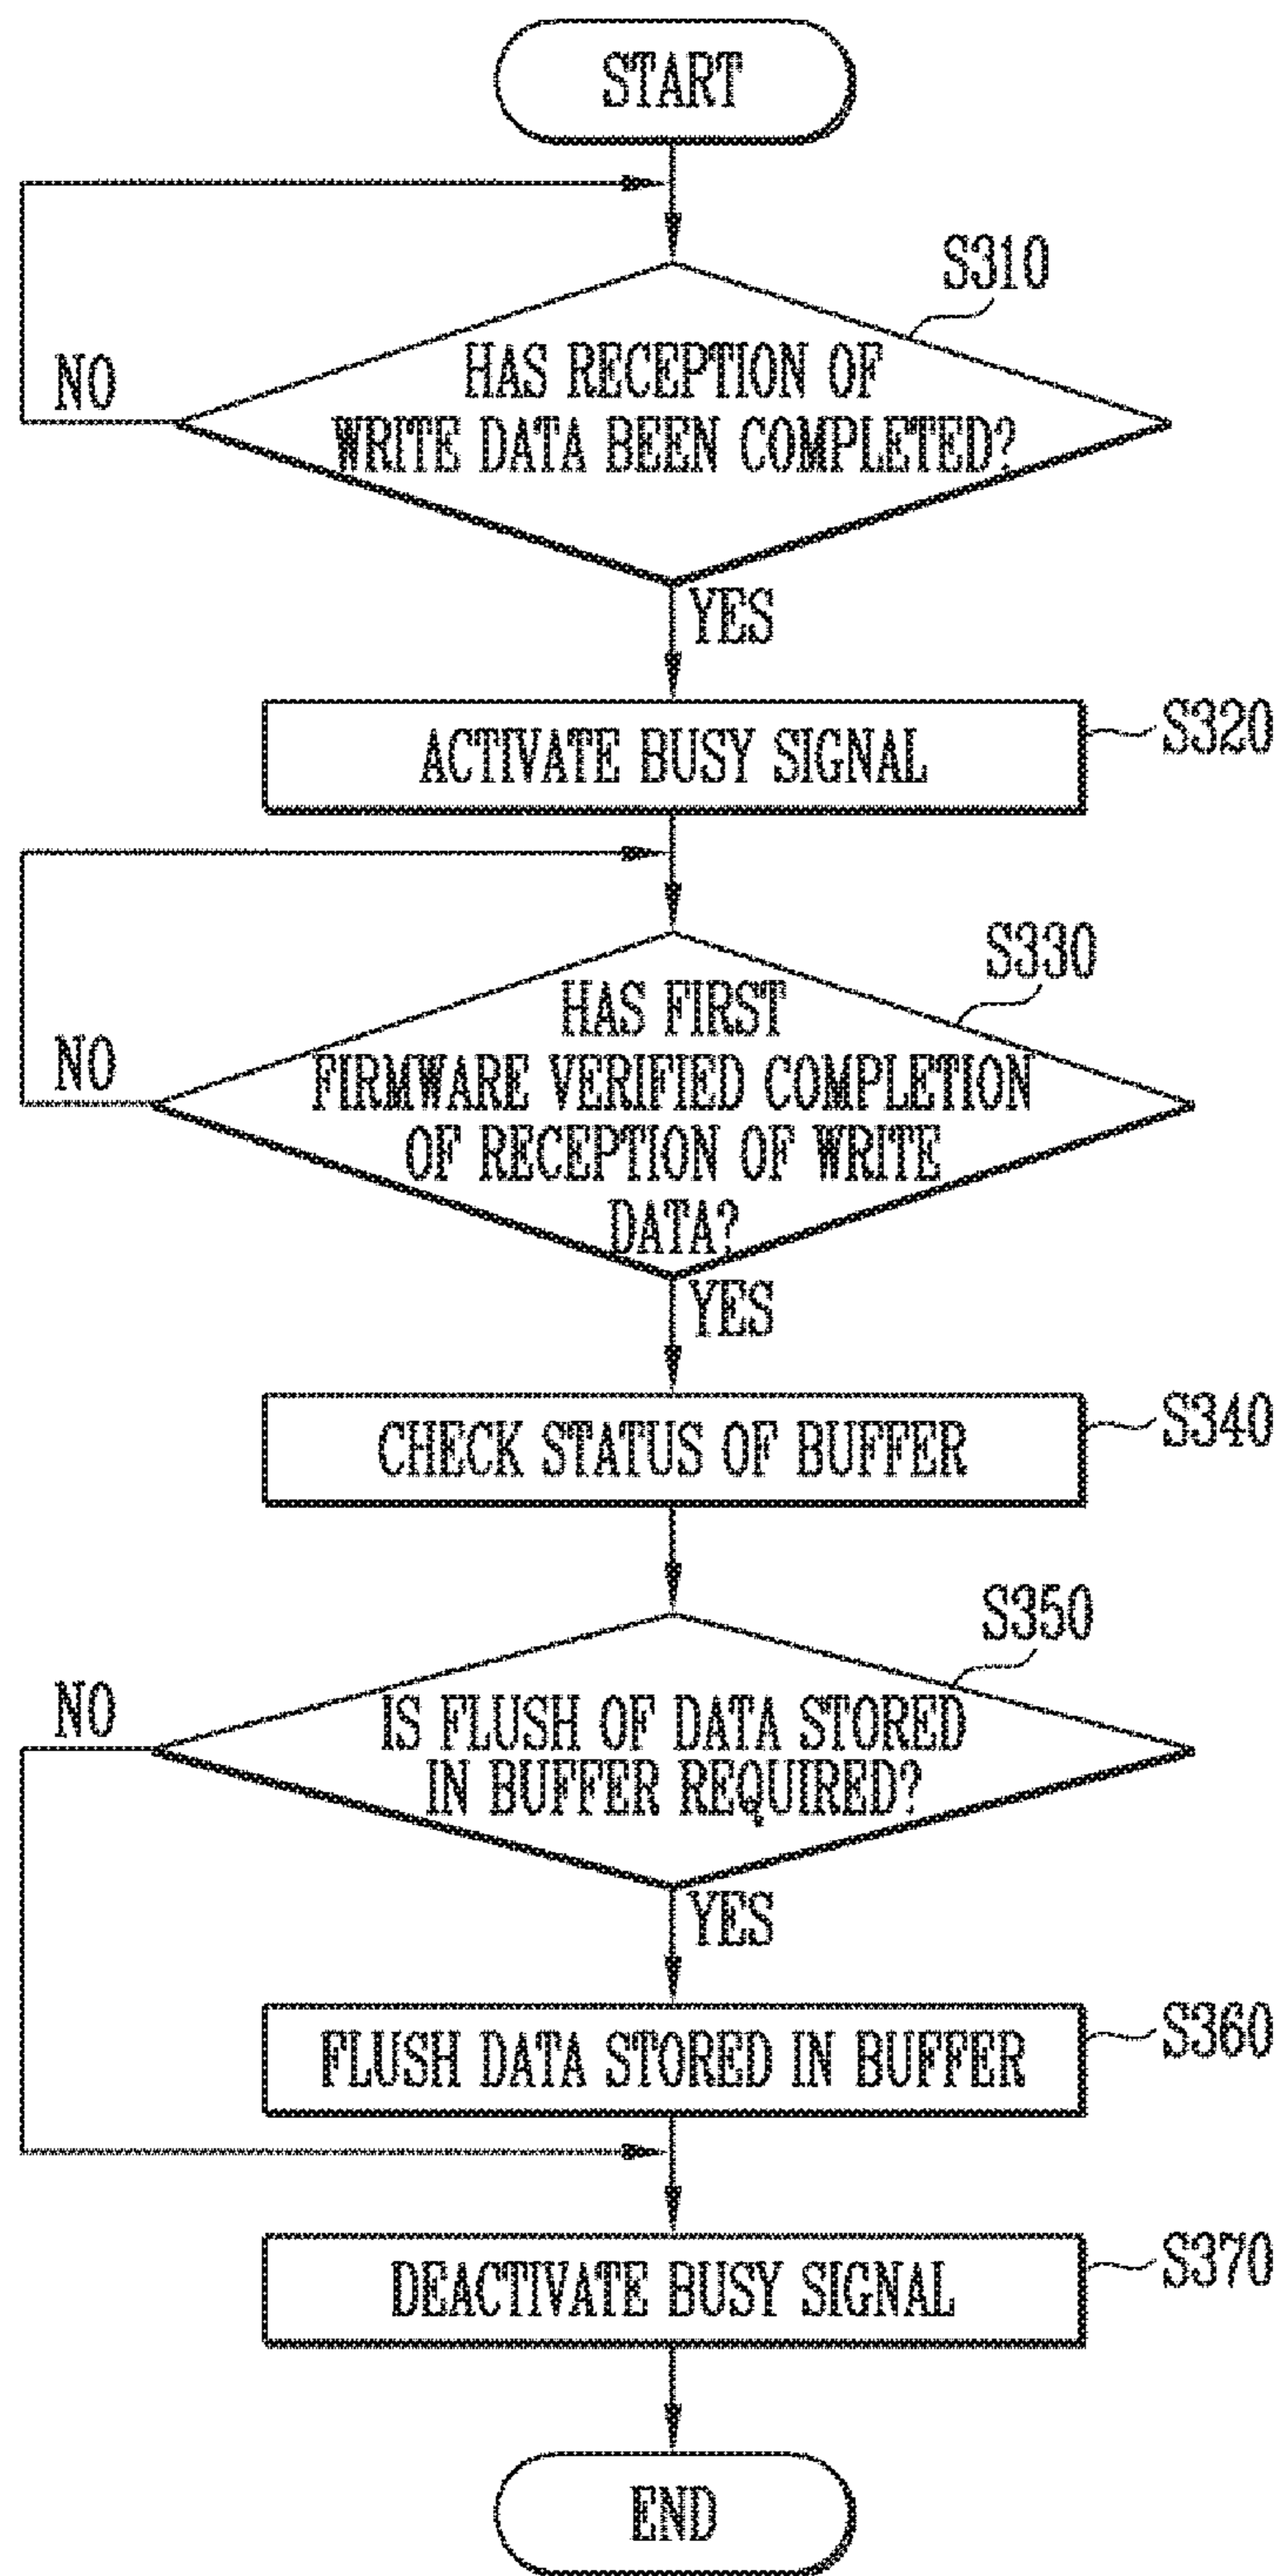 START
S310
NO
HAS RECEPTION OF
WRITE DATA BEEN COMPLETED?
YES
ACTIVATE BUSY SIGNAL
S320
S330
NO
HAS FIRST
FIRMWARE VERIFIED COMPLETION
OF RECEPTION OF WRITE
DATA?
YES
CHECK STATUS OF BUFFER
S340
S350
NO
IS FLUSH OF DATA STORED
IN BUFFER REQUIRED?
YES
FLUSH DATA STORED IN BUFFER
S360
DEACTIVATE BUSY SIGNAL
S370
END